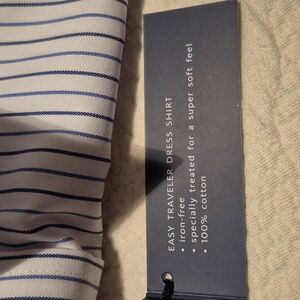 EASY TRAVELER DRESS SHIRT
• iron-free
• specially treated for a super soft feel
• 100% cotton